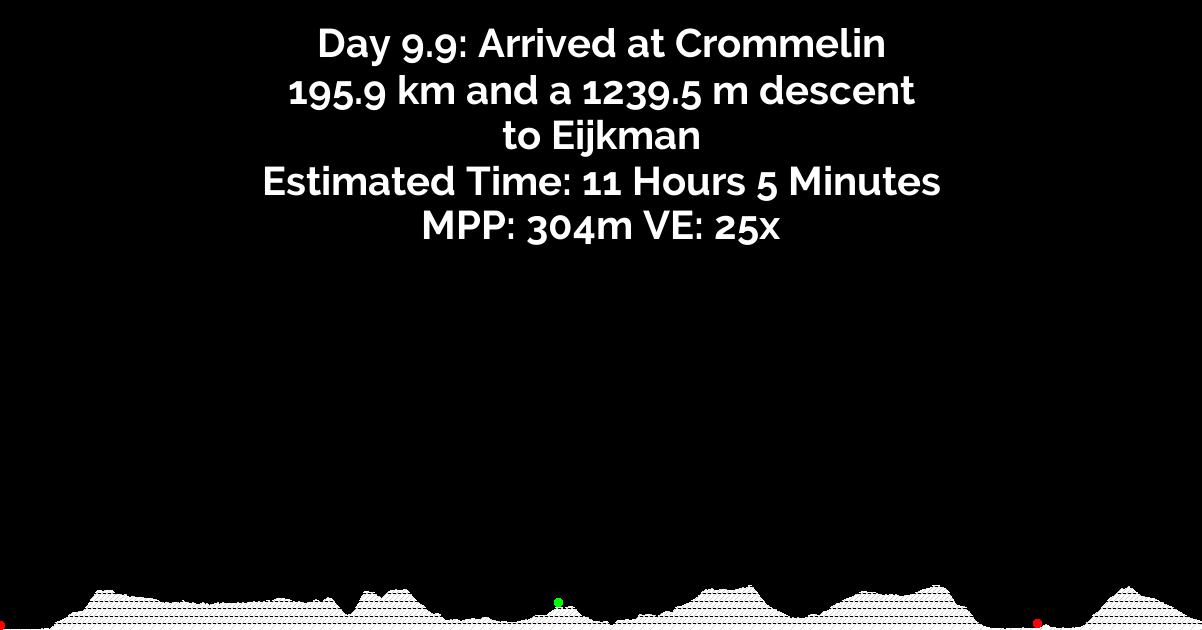 Day 9.9: Arrived at Crommelin
195.9 km and a 1239.5 m descent
to Eijkman
Estimated Time: 11 Hours 5 Minutes
MPP: 304m VE: 25x